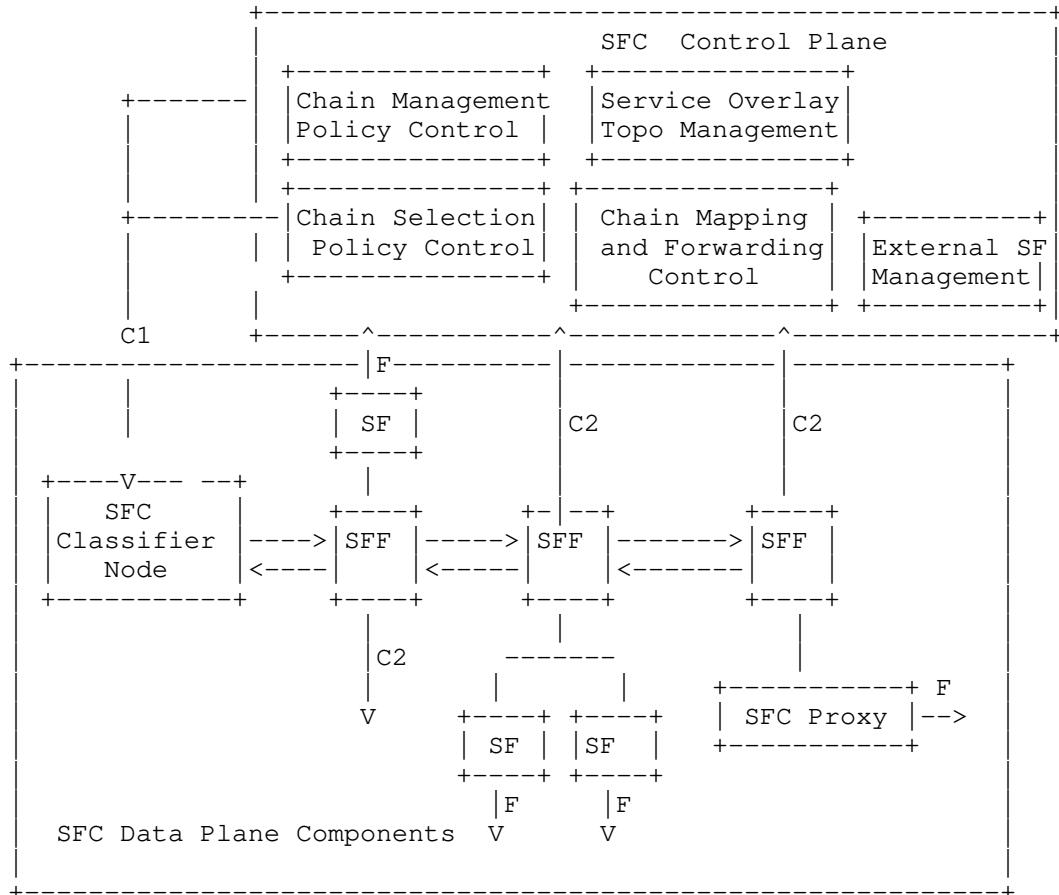 SFC Control Plane
Chain Management
Policy Control
Service Overlay
Topo Management
Chain Selection
Policy Control
Chain Mapping
and Forwarding
Control
External SF
Management
C1
F
SF
C2
C2
V
SFC
Classifier
Node
SFF
SFF
SFF
C2
V
SF
SF
SFC Proxy
F
F
F
V
V
SFC Data Plane Components